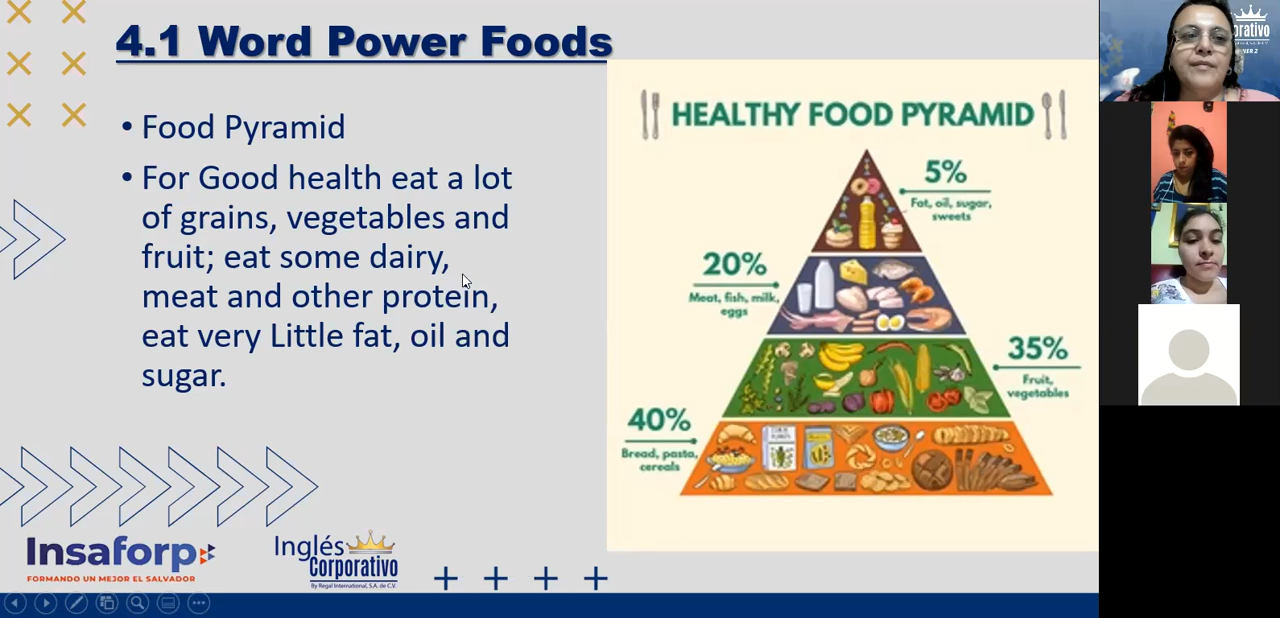 4.1 Word Power Foods
• Food Pyramid
• For Good health eat a lot
of grains, vegetables and
fruit; eat some dairy,
meat and other protein,
eat very Little fat, oil and
sugar.
HEALTHY FOOD PYRAMID
5%
Fat, oil, sugar,
sweets
20%
Meat, fish, milk,
eggs
35%
Fruit,
vegetables
40%
Bread, pasta,
cereals
Insaforp
FORMANDO UN MEJOR EL SALVADOR
Inglés
Corporativo
By Regal International, S.A. de C.V.
orativo
VER 2